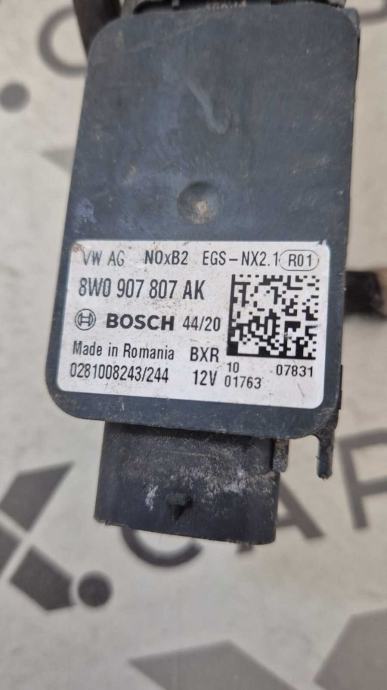 VW AG NOxB2 EGS-NX2.1 R01
8W0 907 807 AK
BOSCH 44/20
Made in Romania BXR 10 07831
0281008243/244 12V 01763
CAR